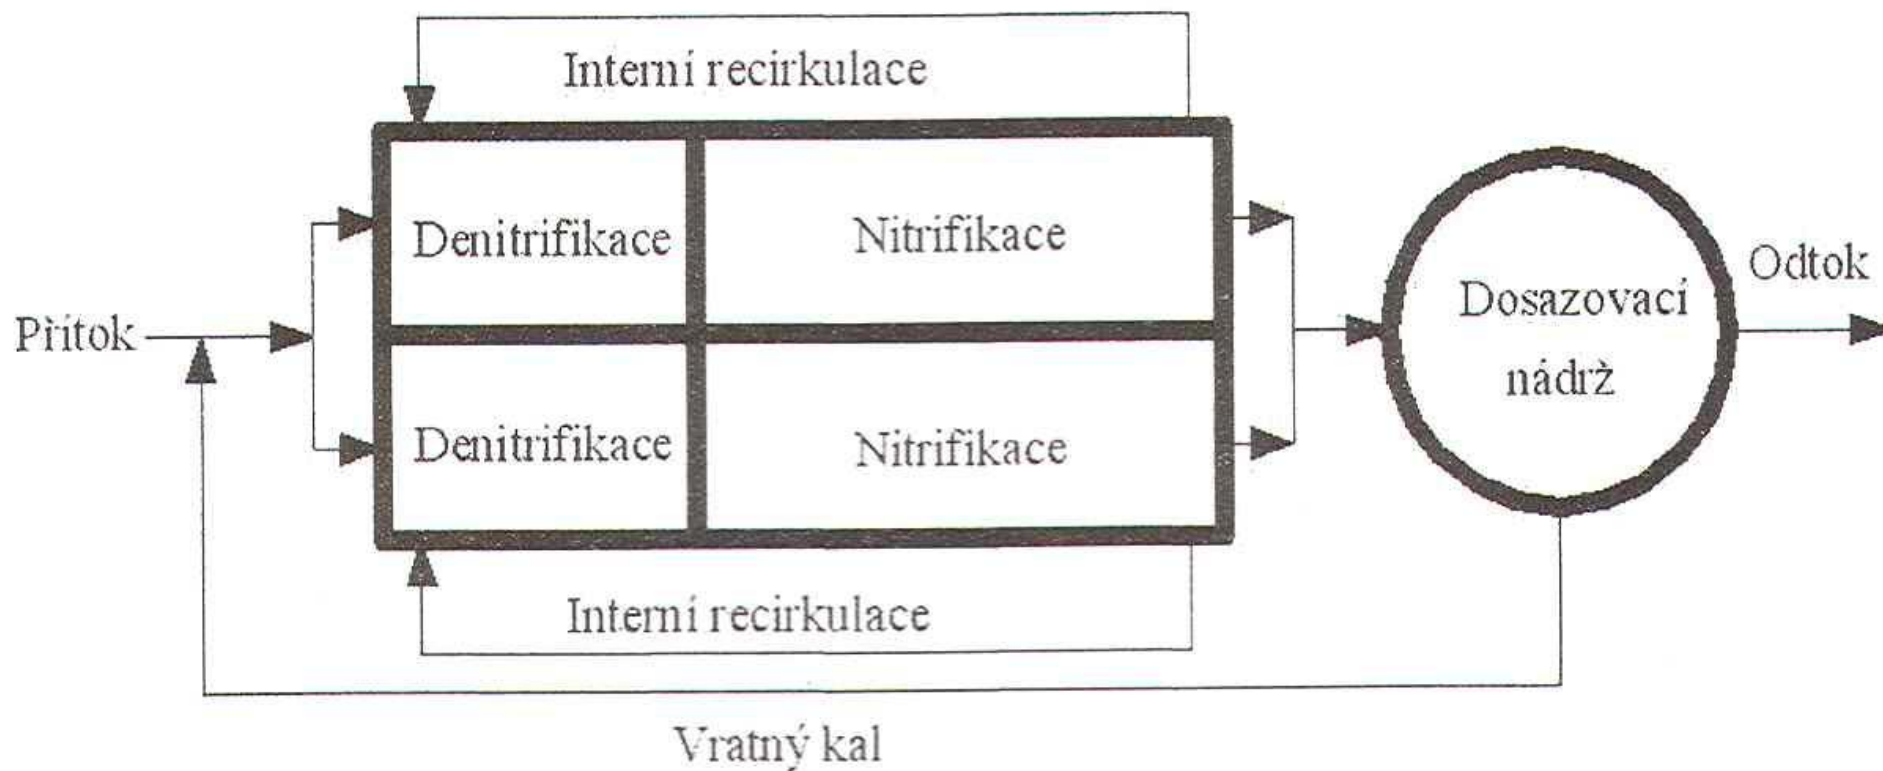 Interní recirkulace
Denitrifikace
Nitrifikace
Přítok
Denitrifikace
Nitrifikace
Dosazovací
nádrž
Odtok
Interní recirkulace
Vratný kal